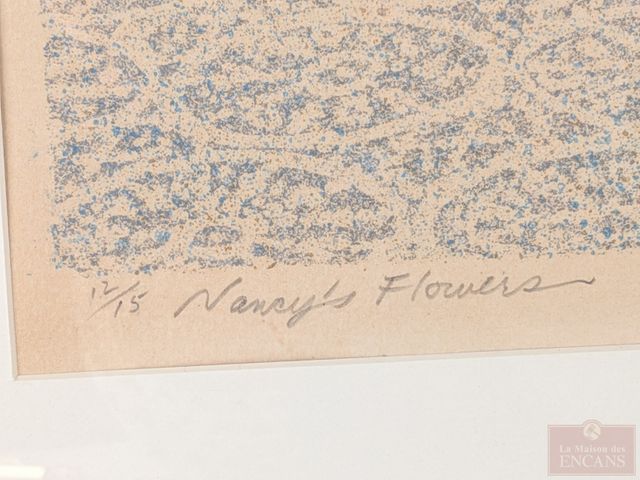 12/15 Nancy's Flowers
La Maison des
ENCANS